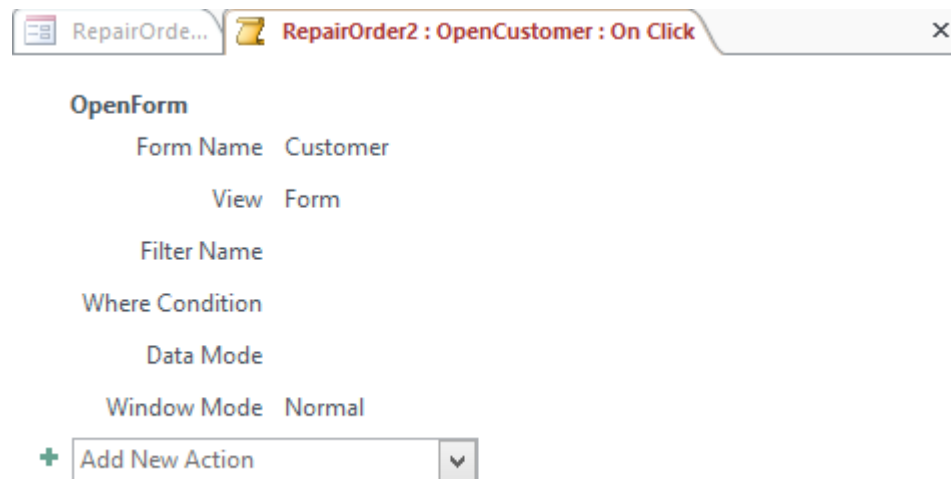 RepairOrde... RepairOrder2 : OpenCustomer : On Click
OpenForm
Form Name Customer
View Form
Filter Name
Where Condition
Data Mode
Window Mode Normal
Add New Action